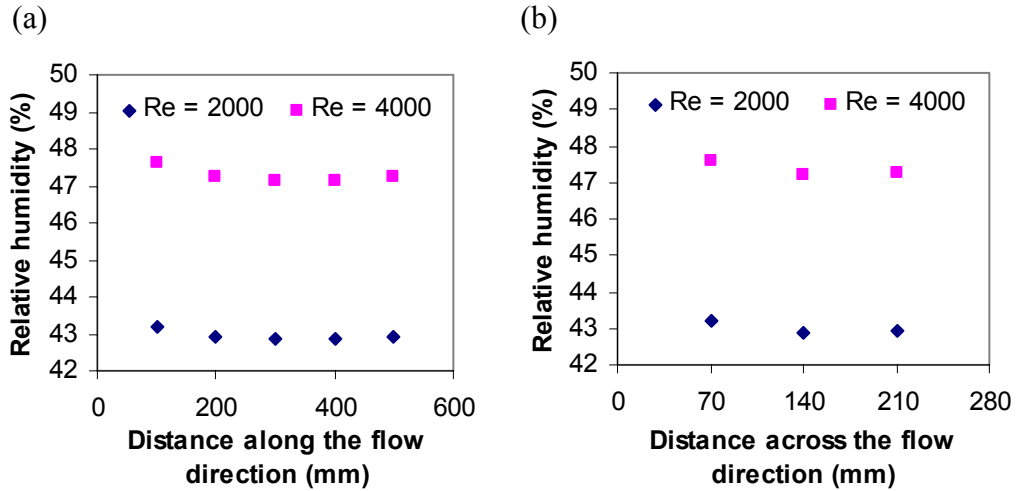 (a)
Relative humidity (%)
50
49
48
47
46
45
44
43
42
Re = 2000
Re = 4000
0
200
400
600
Distance along the flow
direction (mm)
(b)
Relative humidity (%)
50
49
48
47
46
45
44
43
42
Re = 2000
Re = 4000
0
70
140
210
280
Distance across the flow
direction (mm)